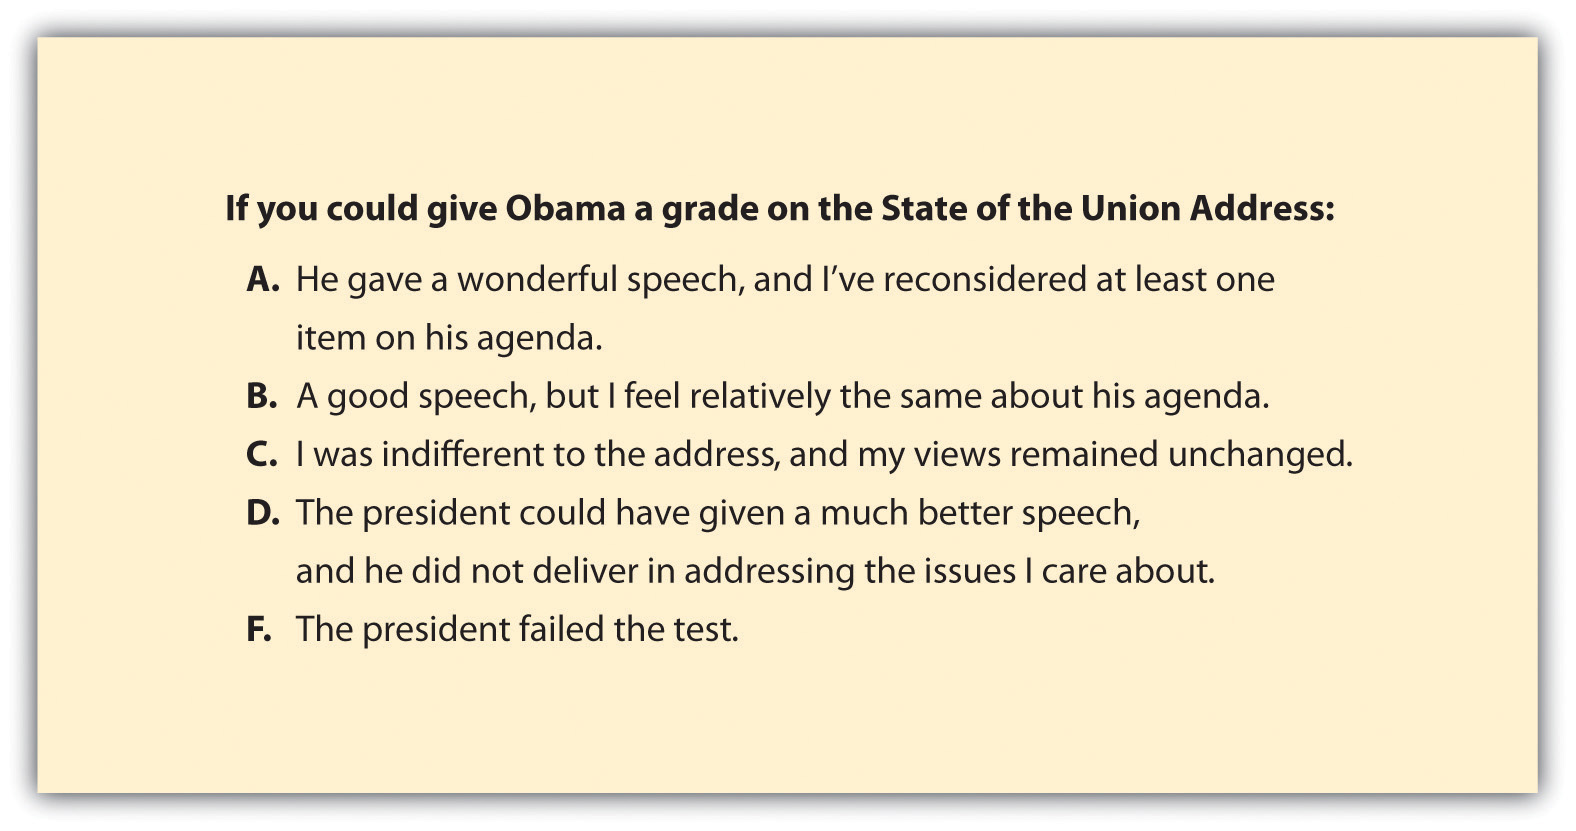 If you could give Obama a grade on the State of the Union Address:
A. He gave a wonderful speech, and I’ve reconsidered at least one
item on his agenda.
B. A good speech, but I feel relatively the same about his agenda.
C. I was indifferent to the address, and my views remained unchanged.
D. The president could have given a much better speech,
and he did not deliver in addressing the issues I care about.
F. The president failed the test.